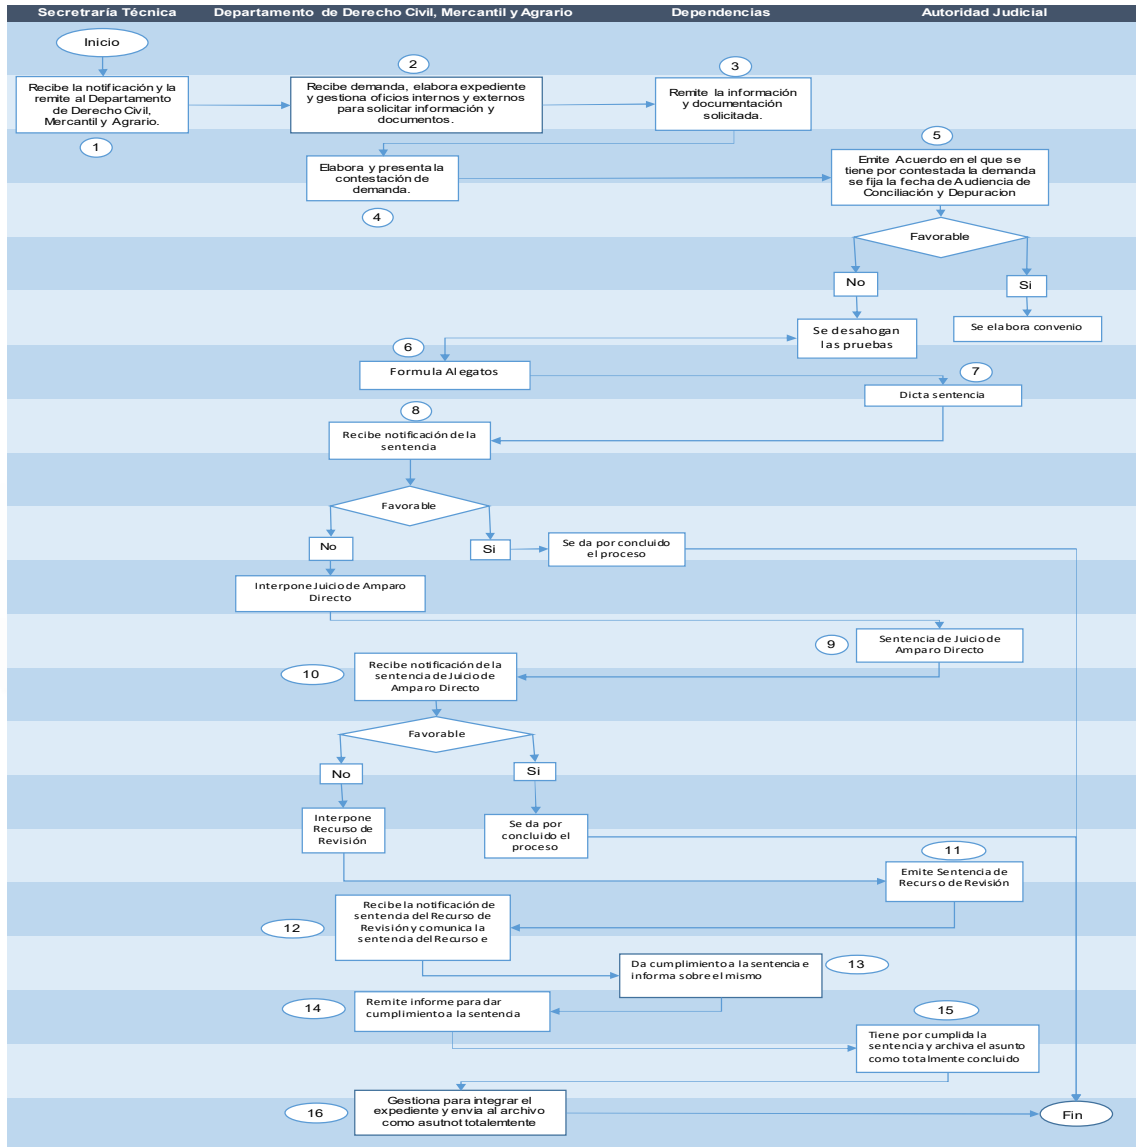 Secretraría Técnica
Departamento de Derecho Civil, Mercantil y Agrario
Dependencias
Autoridad Judicial
Inicio
Recibe la notificación y la
remite al Departamento
de Derecho Civil,
Mercantil y Agrario.
1
2
Recibe demanda, elabora expediente
y gestiona oficios internos y externos
para solicitar información y
documentos.
3
Remite la información
y documentación
solicitada.
Elabora y presenta la
contestación de
demanda.
4
5
Emite Acuerdo en el que se
tiene por contestada la demanda
se fija la fecha de Audiencia de
Conciliación y Depuracion
Favorable
No
Si
Se desahogan
las pruebas
Se elabora convenio
6
Formula Alegatos
7
Dicta sentencia
8
Recibe notificación de la
sentencia
Favorable
No
Si
Se da por concluido
el proceso
Interpone Juicio de Amparo
Directo
9
Sentencia de Juicio de
Amparo Directo
10
Recibe notificación de la
sentencia de Juicio de
Amparo Directo
Favorable
No
Si
Interpone
Recurso de
Revisión
Se da por
concluido el
proceso
11
Emite Sentencia de
Recurso de Revisión
12
Recibe la notificación de
sentencia del Recurso de
Revisión y comunica la
sentencia del Recurso e
Da cumplimiento a la sentencia e
informa sobre el mismo
13
14
Remite informe para dar
cumplimiento a la sentencia
15
Tiene por cumplida la
sentencia y archiva el asunto
como totalmente concluido
16
Gestiona para integrar el
expediente y envia al archivo
como asutnot totalemtente
Fin